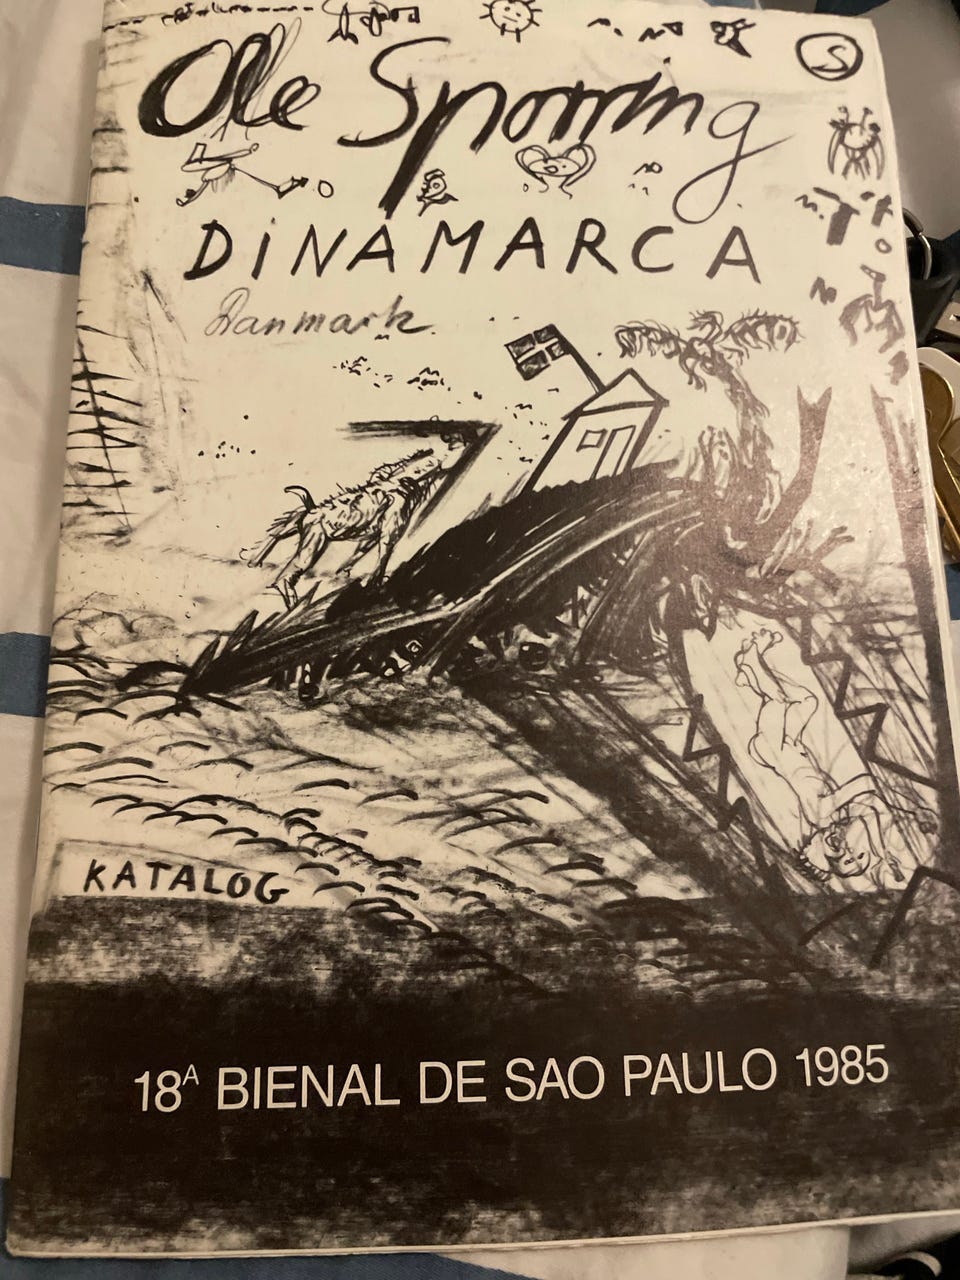 S
Ole Sporring
DINAMARCA
Danmark
KATALOG
18A BIENAL DE SAO PAULO 1985